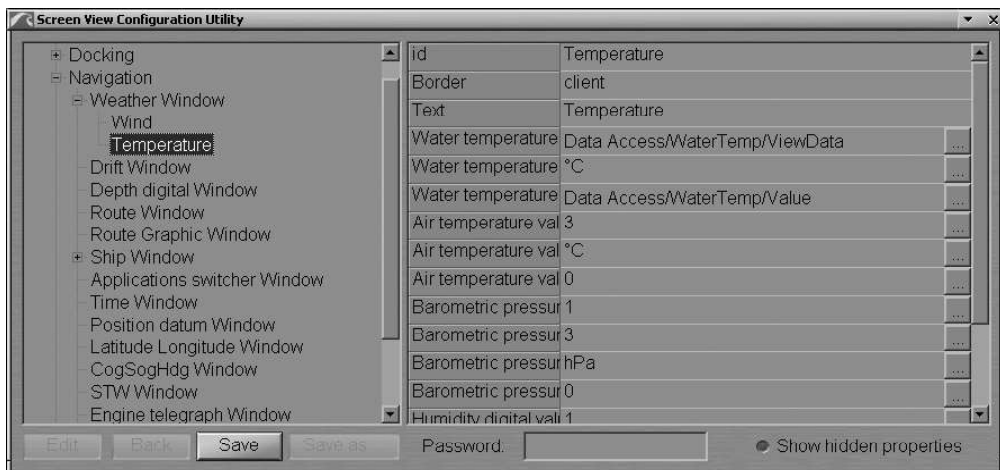 Screen View Configuration Utility
Docking
Navigation
Weather Window
Wind
Temperature
Drift Window
Depth digital Window
Route Window
Route Graphic Window
Ship Window
Applications switcher Window
Time Window
Position datum Window
Latitude Longitude Window
CogSogHdg Window
STW Window
Engine telegraph Window
id Temperature
Border client
Text Temperature
Water temperature Data Access/WaterTemp/ViewData ...
Water temperature °C ...
Water temperature Data Access/WaterTemp/Value ...
Air temperature val 3 ...
Air temperature val °C ...
Air temperature val 0 ...
Barometric pressur 1 ...
Barometric pressur 3 ...
Barometric pressur hPa ...
Barometric pressur 0 ...
Humidity digital vali 1
Edit Back Save Save as Password: Show hidden properties